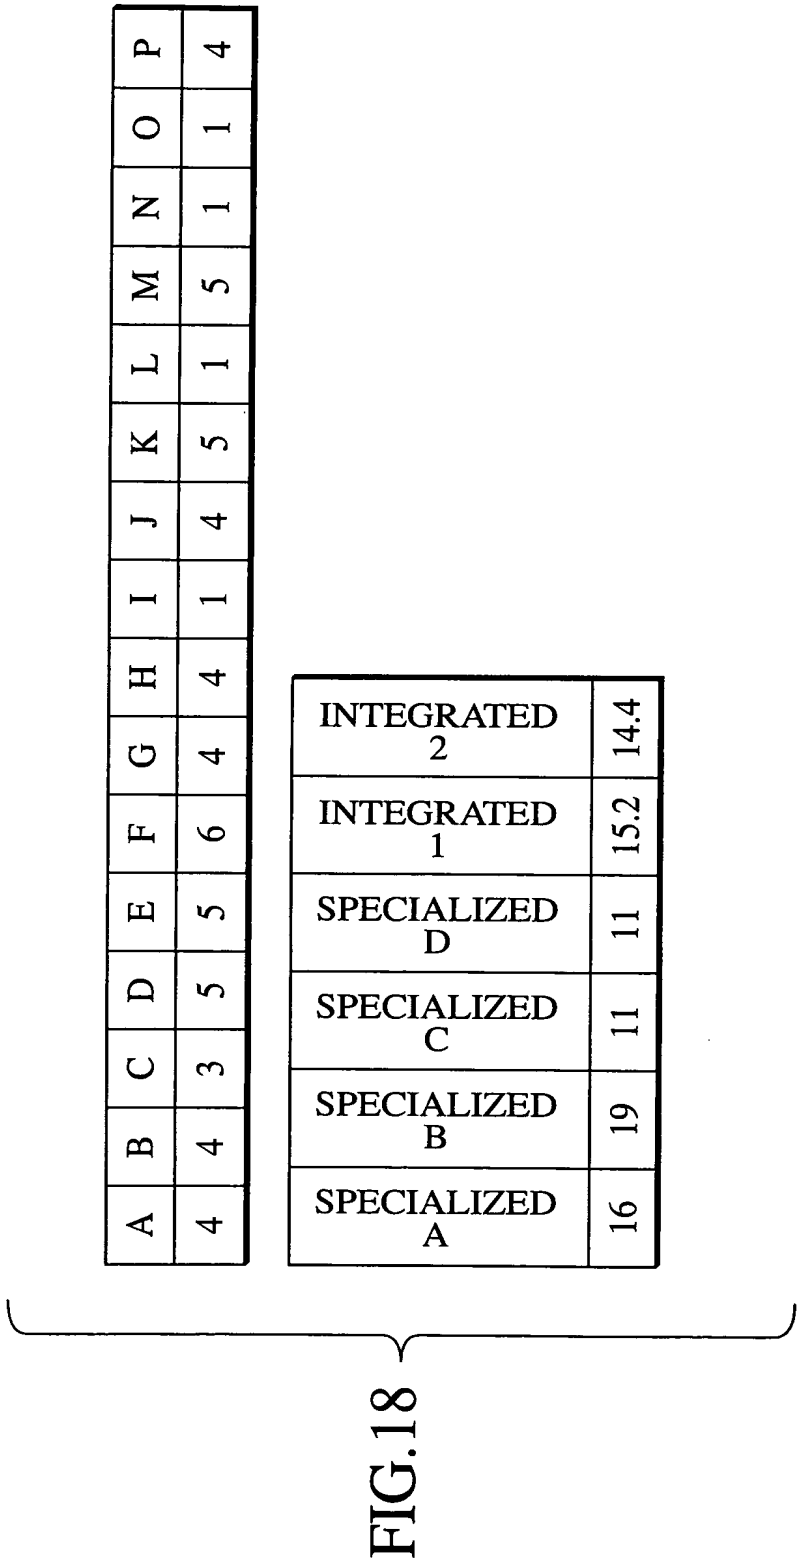 FIG.18
A B C D E F G H I J K L M N O P
4 4 3 5 5 6 4 4 1 4 5 1 5 1 1 4
SPECIALIZED A SPECIALIZED B SPECIALIZED C SPECIALIZED D INTEGRATED 1 INTEGRATED 2
16 19 11 11 15.2 14.4